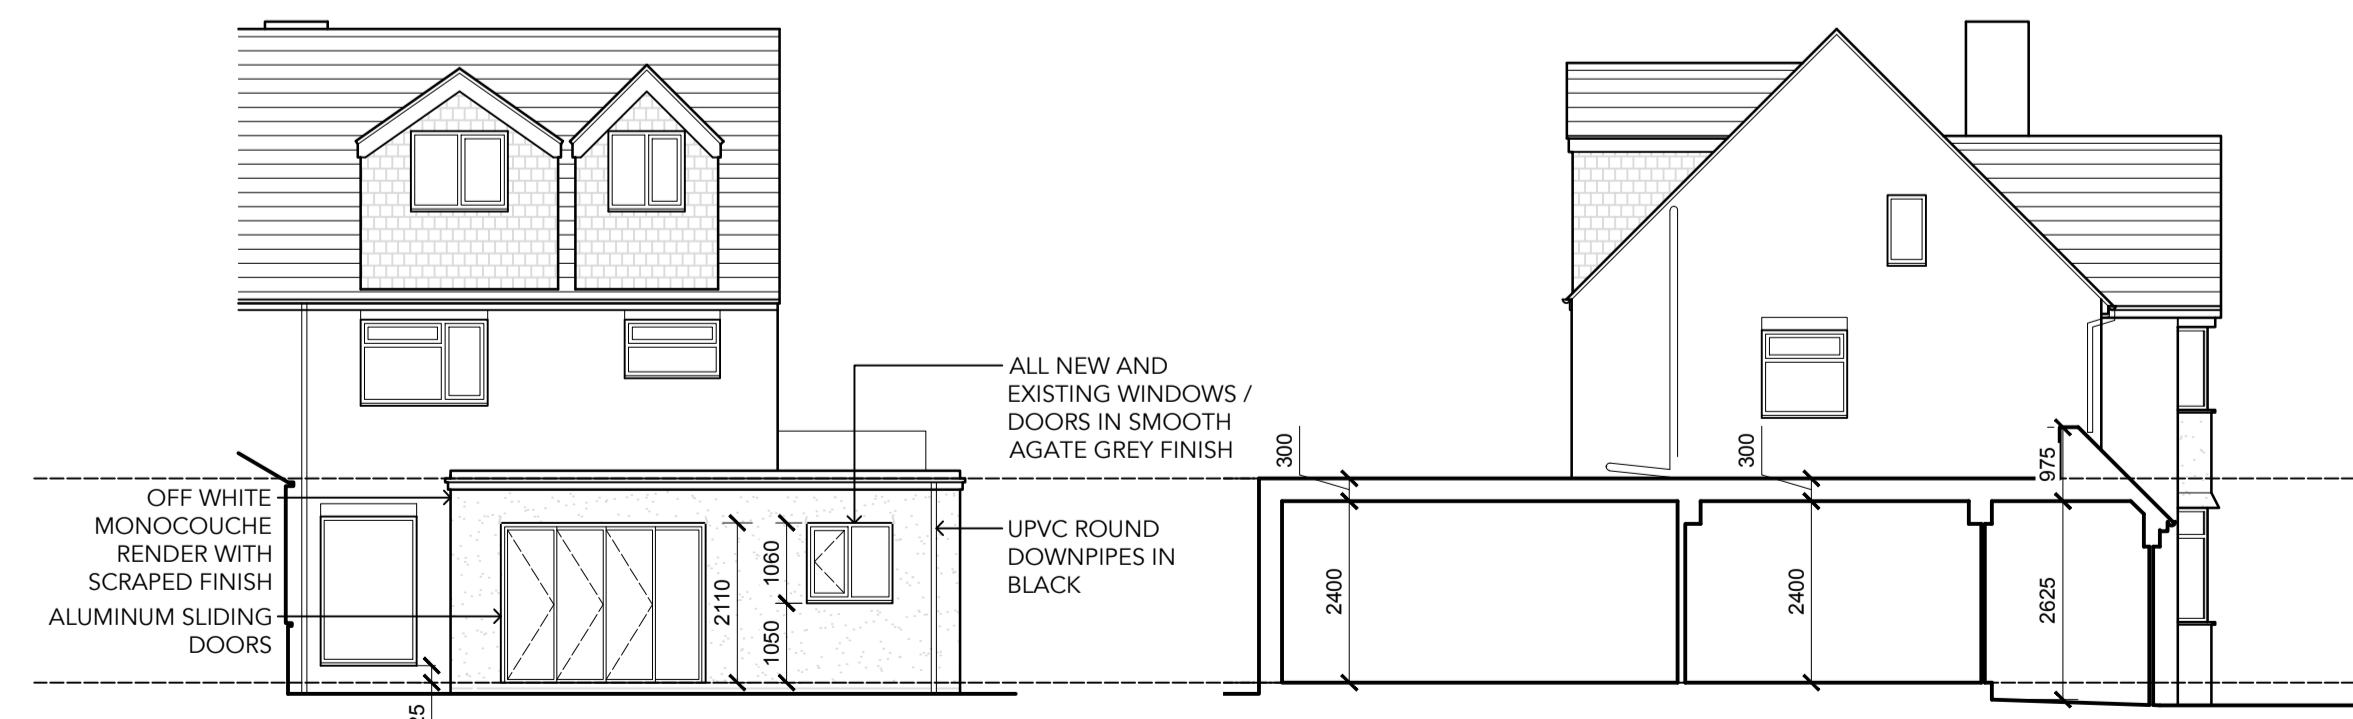 ALL NEW AND
EXISTING WINDOWS /
DOORS IN SMOOTH
AGATE GREY FINISH
OFF WHITE
MONOCOUCHE
RENDER WITH
SCRAPED FINISH
ALUMINUM SLIDING
DOORS
UPVC ROUND
DOWNPIPES IN
BLACK
2110
1060
1050
300
2400
300
2400
975
2625